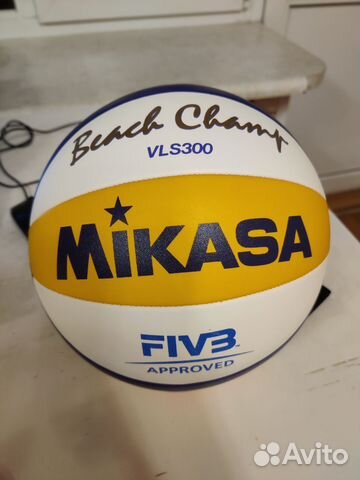 Beach Champ
VLS300
MIKASA
FIVB
APPROVED
Avito